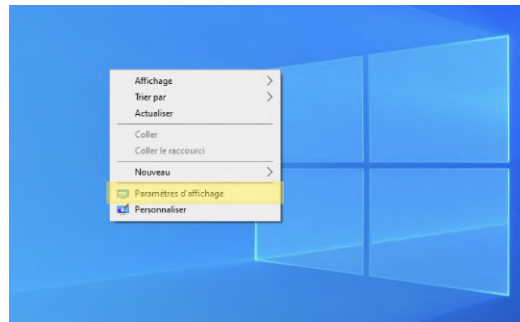 Affichage
Trier par
Actualiser
Coller
Coller le raccourci
Nouveau
Paramètres d'affichage
Personnaliser